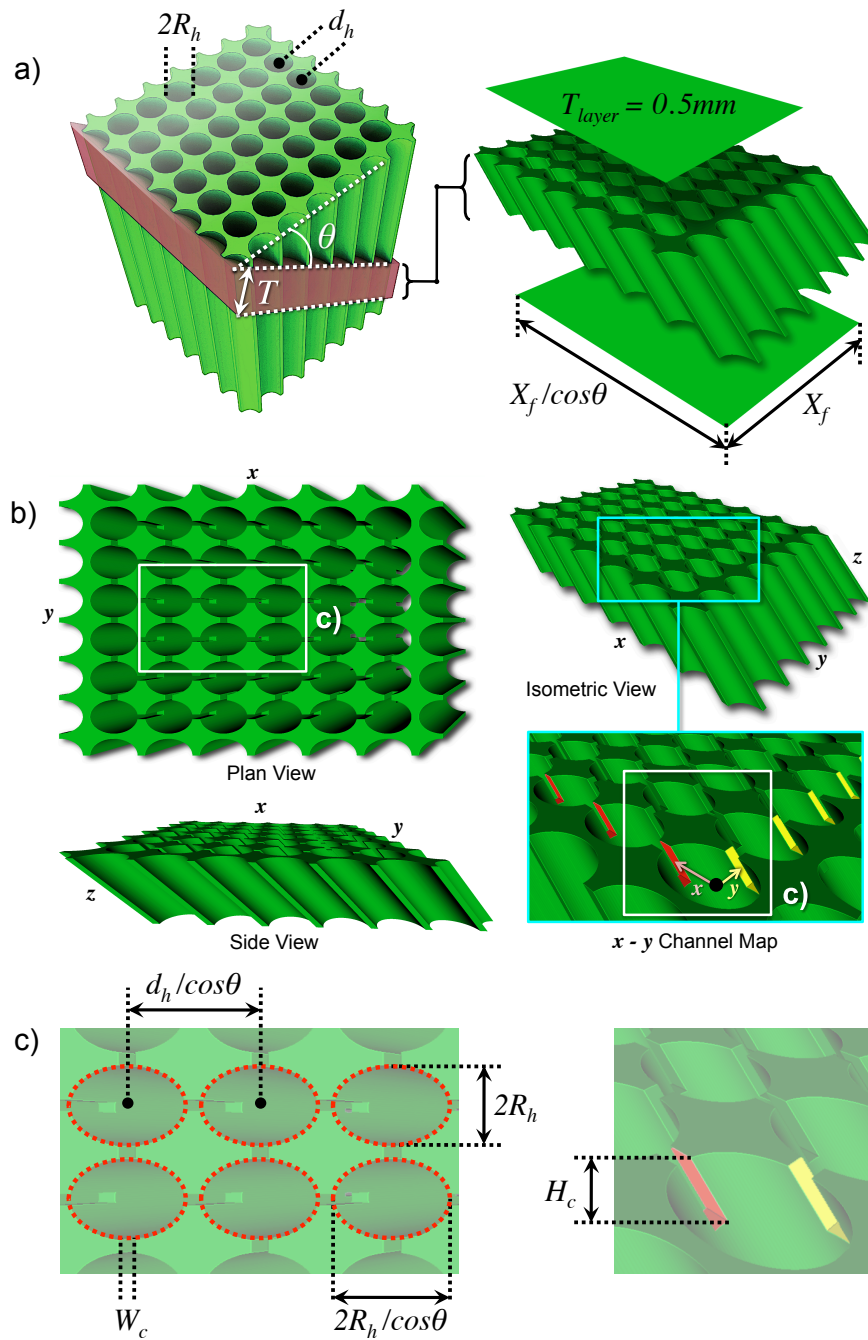 a)
2R_h
d_h
T_layer = 0.5mm
θ
T
X_f /cosθ
X_f
b)
x
y
c)
Plan View
z
x
y
Isometric View
x
y
z
Side View
x
y
c)
x - y Channel Map
c)
d_h /cosθ
2R_h
H_c
W_c
2R_h /cosθ